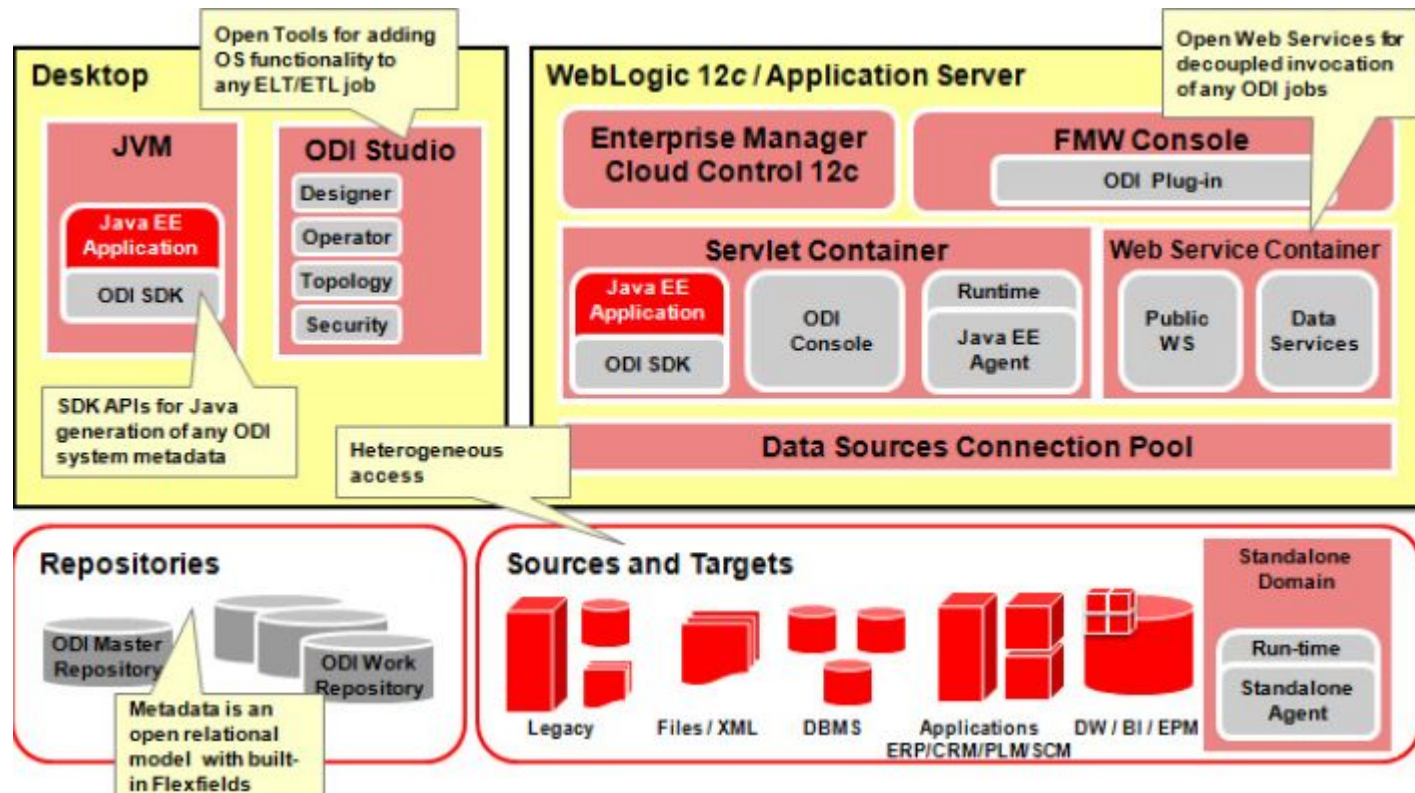 Open Tools for adding
OS functionality to
any ELT/ETL job
Desktop
JVM
Java EE
Application
ODI SDK
ODI Studio
Designer
Operator
Topology
Security
SDK APIs for Java
generation of any ODI
system metadata
WebLogic 12c / Application Server
Open Web Services for
decoupled invocation
of any ODI jobs
Enterprise Manager
Cloud Control 12c
FMW Console
ODI Plug-in
Servlet Container
Java EE
Application
ODI SDK
ODI
Console
Runtime
Java EE
Agent
Web Service Container
Public
WS
Data
Services
Data Sources Connection Pool
Heterogeneous
access
Repositories
ODI Master
Repository
ODI Work
Repository
Metadata is an
open relational
model with built-
in Flexfields
Sources and Targets
Legacy
Files / XML
DBMS
Applications
ERP/CRM/PLM/SCM
DW / BI / EPM
Standalone
Domain
Run-time
Standalone
Agent